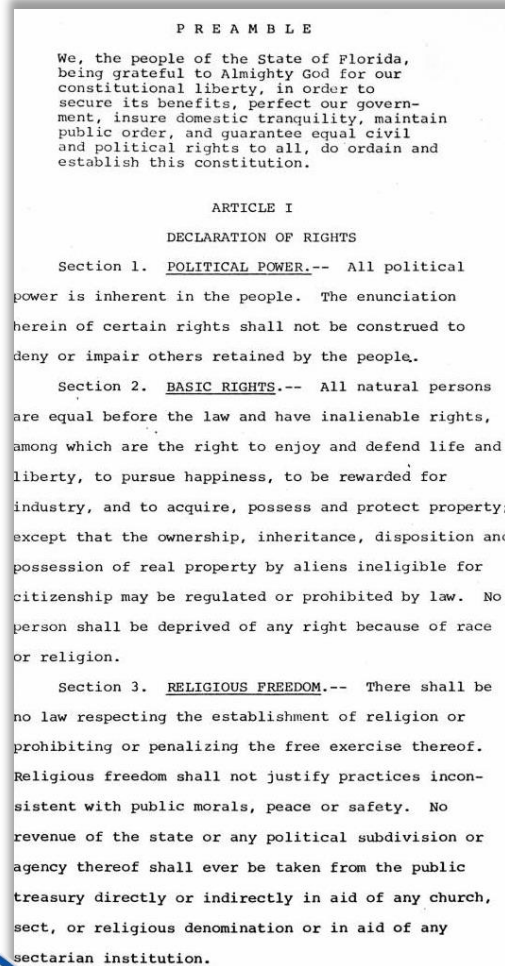 P R E A M B L E
We, the people of the State of Florida,
being grateful to Almighty God for our
constitutional liberty, in order to
secure its benefits, perfect our govern-
ment, insure domestic tranquility, maintain
public order, and guarantee equal civil
and political rights to all, do ordain and
establish this constitution.
ARTICLE I
DECLARATION OF RIGHTS
Section 1. POLITICAL POWER.-- All political
power is inherent in the people. The enunciation
herein of certain rights shall not be construed to
deny or impair others retained by the people.
Section 2. BASIC RIGHTS.-- All natural persons
are equal before the law and have inalienable rights,
among which are the right to enjoy and defend life and
liberty, to pursue happiness, to be rewarded for
industry, and to acquire, possess and protect property;
except that the ownership, inheritance, disposition and
possession of real property by aliens ineligible for
citizenship may be regulated or prohibited by law. No
person shall be deprived of any right because of race
or religion.
Section 3. RELIGIOUS FREEDOM.-- There shall be
no law respecting the establishment of religion or
prohibiting or penalizing the free exercise thereof.
Religious freedom shall not justify practices incon-
sistent with public morals, peace or safety. No
revenue of the state or any political subdivision or
agency thereof shall ever be taken from the public
treasury directly or indirectly in aid of any church,
sect, or religious denomination or in aid of any
sectarian institution.